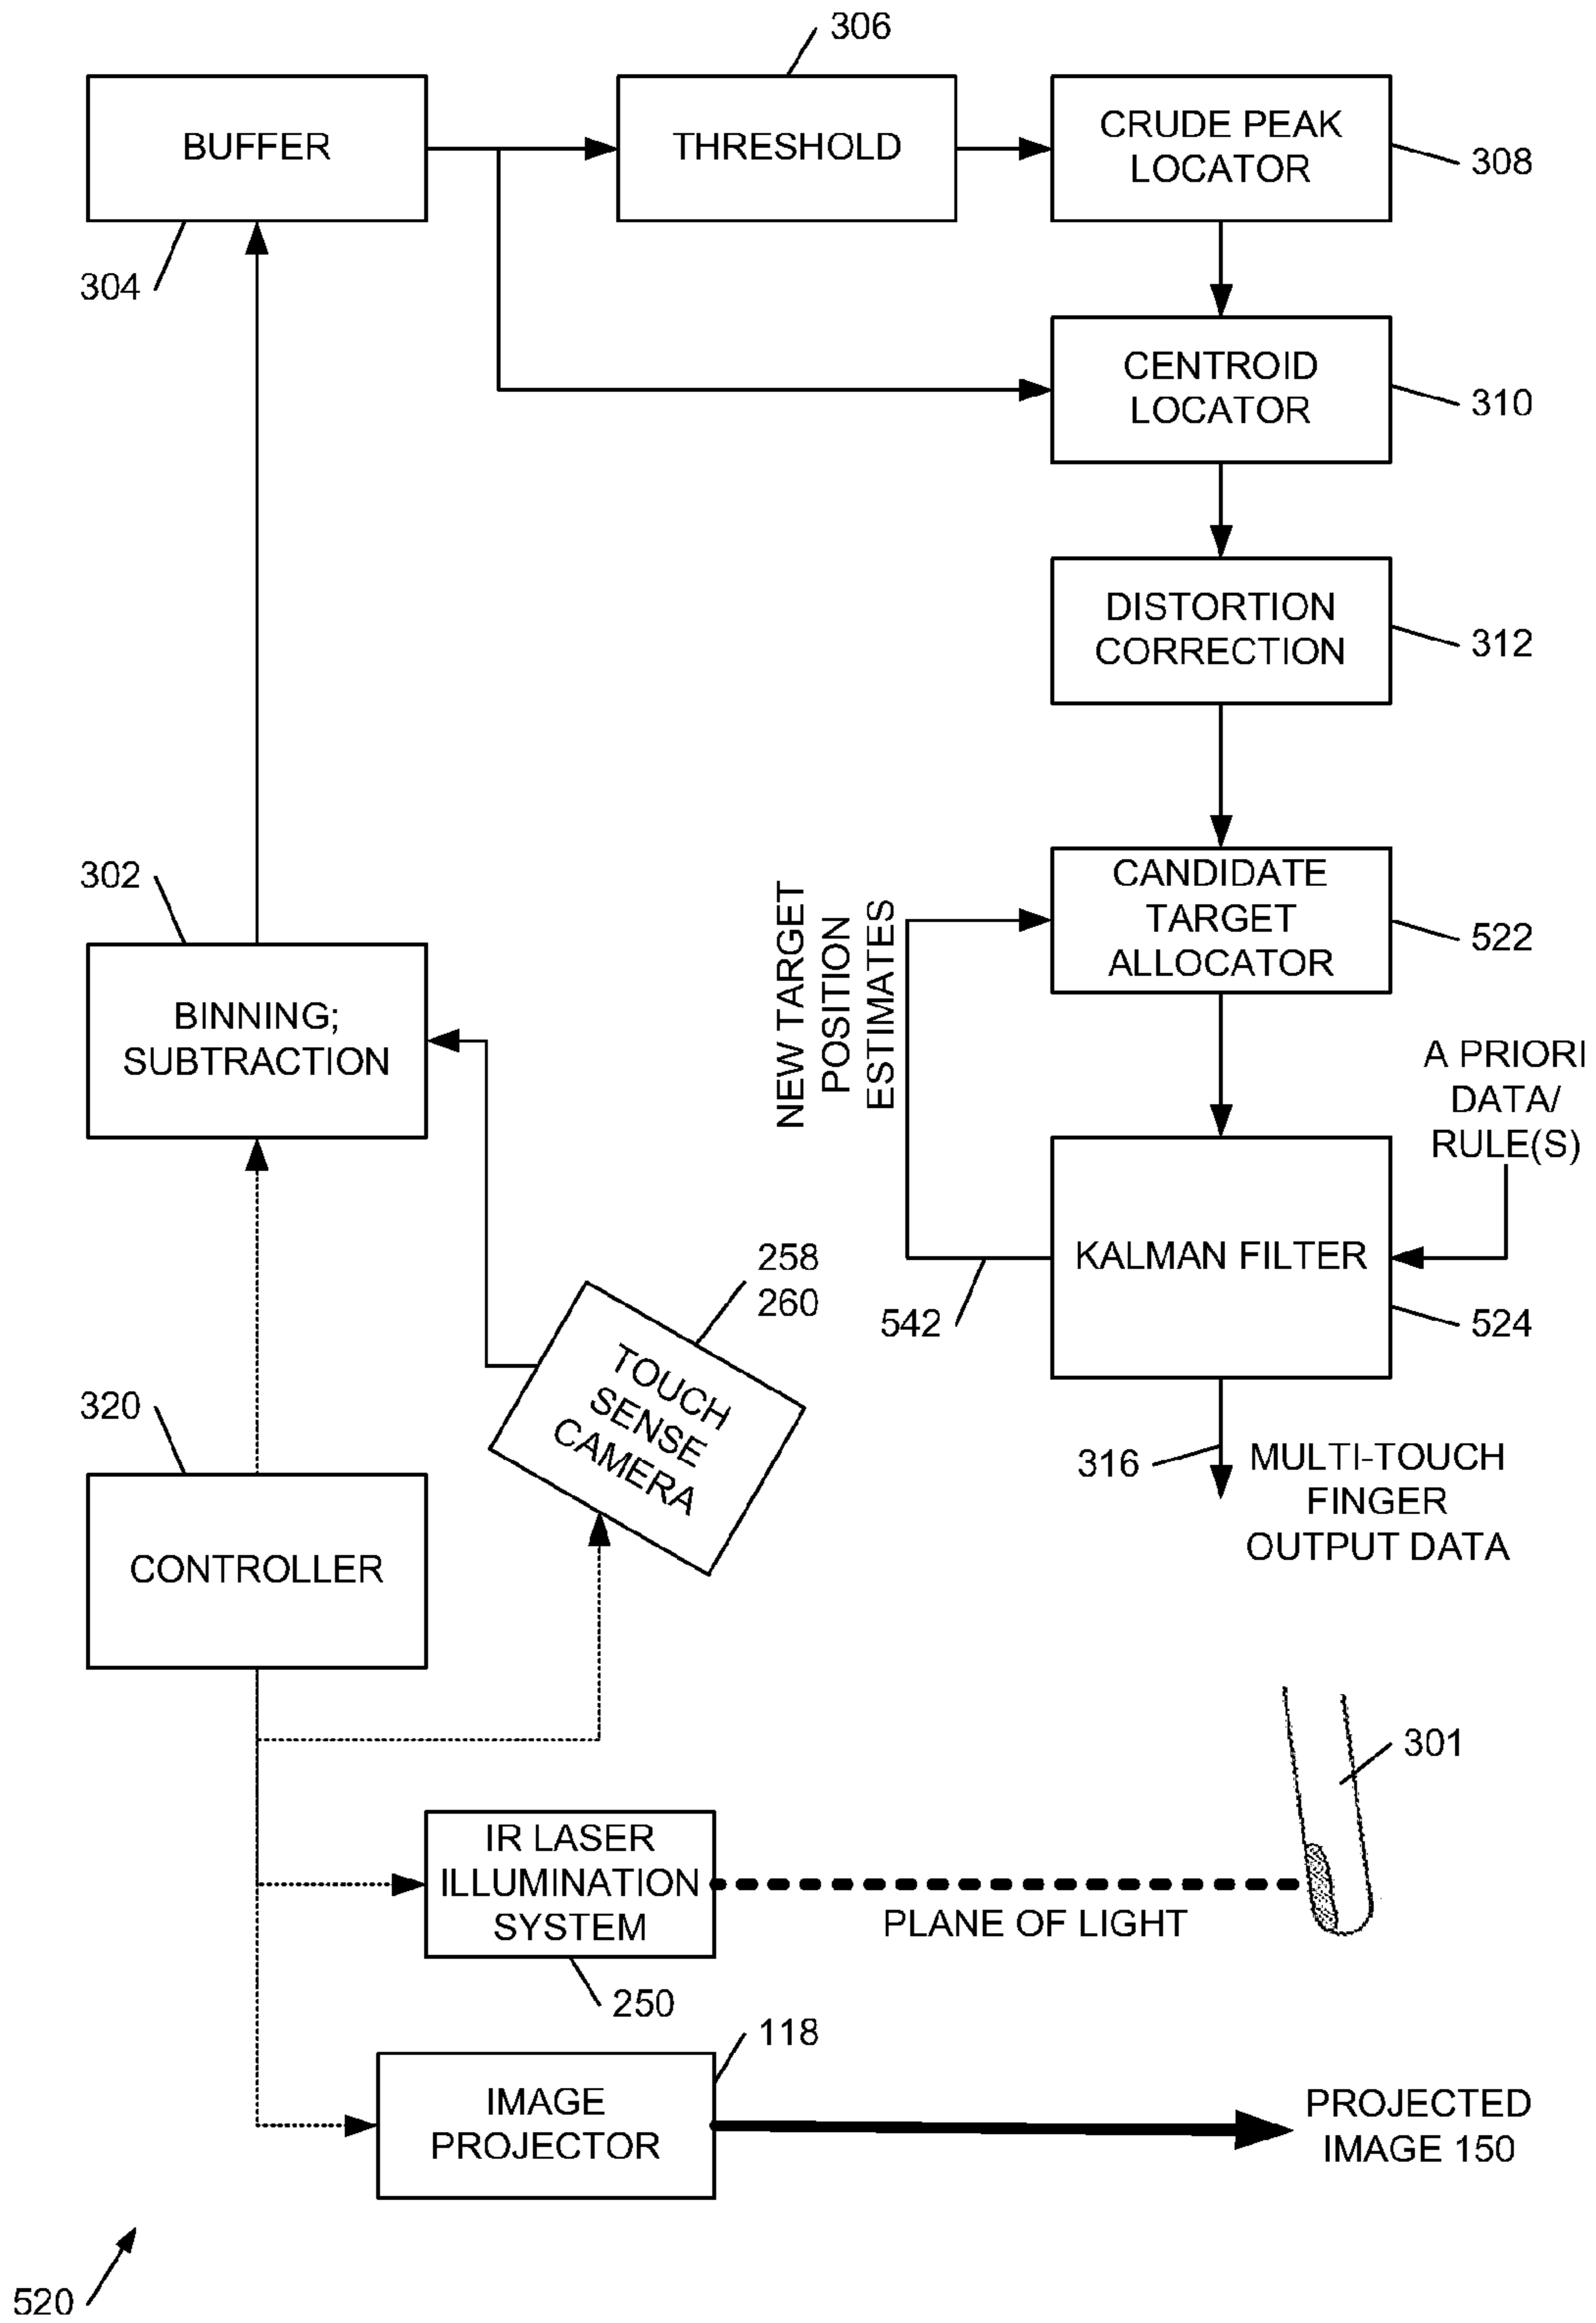 306
BUFFER
THRESHOLD
CRUDE PEAK
LOCATOR
308
304
CENTROID
LOCATOR
310
DISTORTION
CORRECTION
312
302
BINNING;
SUBTRACTION
NEW TARGET
POSITION
ESTIMATES
CANDIDATE
TARGET
ALLOCATOR
522
A PRIORI
DATA/
RULE(S)
KALMAN FILTER
542
524
258
260
TOUCH
SENSE
CAMERA
320
CONTROLLER
316
MULTI-TOUCH
FINGER
OUTPUT DATA
301
IR LASER
ILLUMINATION
SYSTEM
PLANE OF LIGHT
250
118
IMAGE
PROJECTOR
PROJECTED
IMAGE 150
520